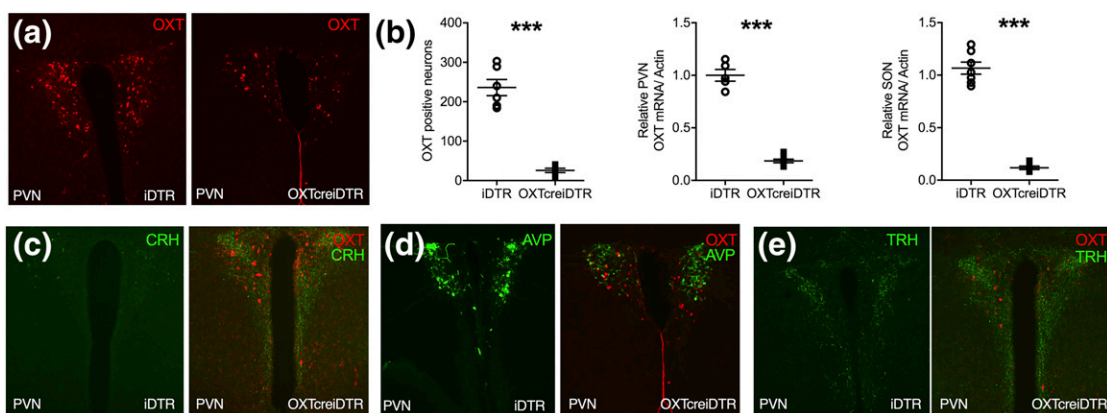 (a)
OXT
PVN
iDTR
OXT
PVN
OXTcreiDTR
(b)
OXT positive neurons
400
300
200
100
0
***
iDTR
OXTcreiDTR
Relative PVN
OXT mRNA/ Actin
1.5
1.0
0.5
0.0
***
iDTR
OXTcreiDTR
Relative SON
OXT mRNA/ Actin
1.5
1.0
0.5
0.0
***
iDTR
OXTcreiDTR
(c)
CRH
PVN
iDTR
OXT
CRH
PVN
OXTcreiDTR
(d)
AVP
PVN
iDTR
OXT
AVP
PVN
OXTcreiDTR
(e)
TRH
PVN
iDTR
OXT
TRH
PVN
OXTcreiDTR